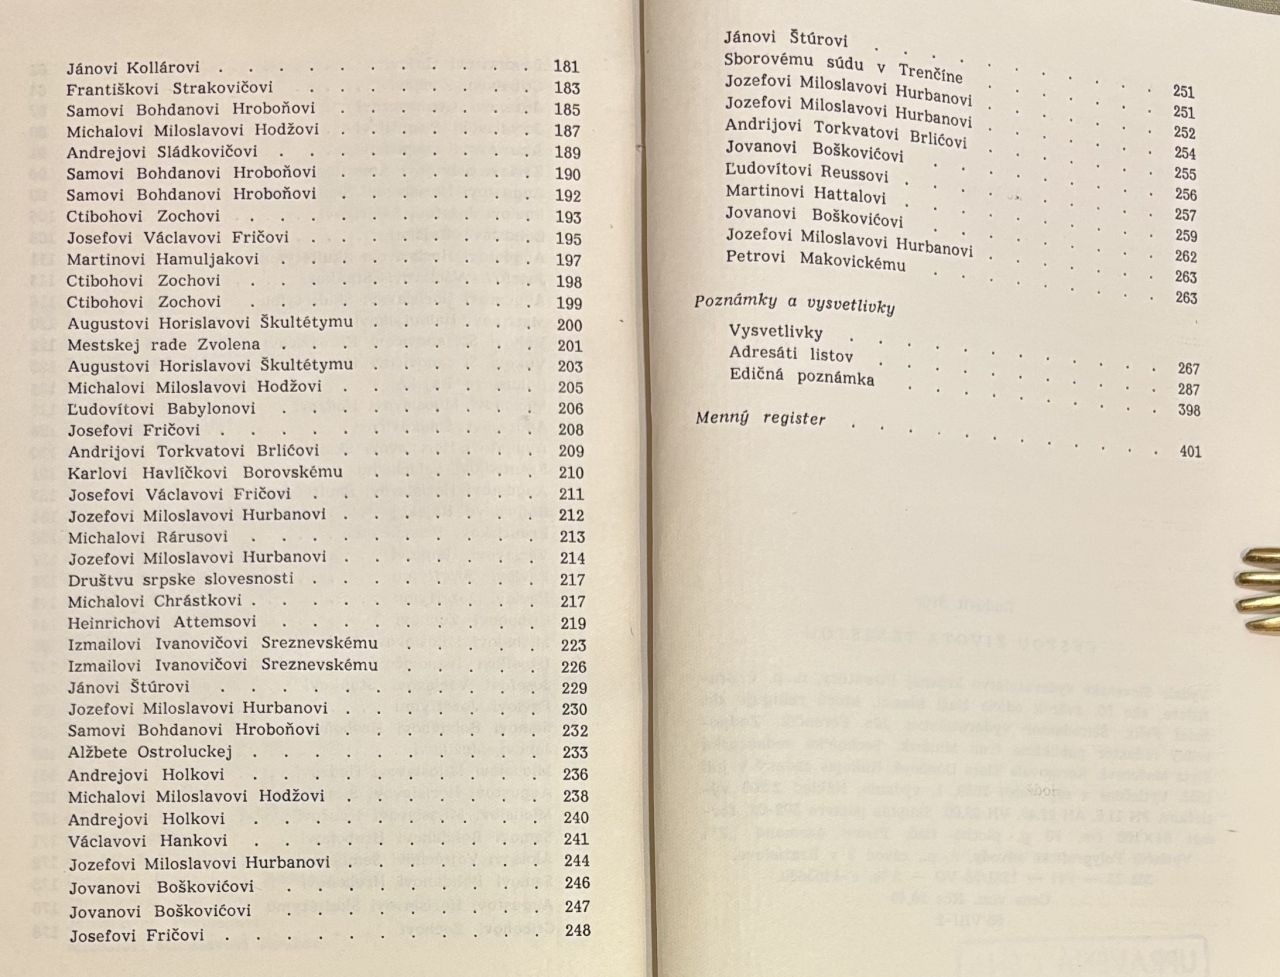 Jánovi Kollárovi . . . . . . . . . . . 181
Františkovi Strakovičovi . . . . . . . . 183
Samovi Bohdanovi Hroboňovi . . . . . . . 185
Michalovi Miloslavovi Hodžovi . . . . . . . 187
Andrejovi Sládkovičovi . . . . . . . . . 189
Samovi Bohdanovi Hroboňovi . . . . . . . 190
Samovi Bohdanovi Hroboňovi . . . . . . . 192
Ctibohovi Zochovi . . . . . . . . . . 193
Josefovi Václavovi Fričovi . . . . . . . . 195
Martinovi Hamuljakovi . . . . . . . . . 197
Ctibohovi Zochovi . . . . . . . . . . 198
Ctibohovi Zochovi . . . . . . . . . . 199
Augustovi Horislavovi Škultétymu . . . . . . 200
Mestskej rade Zvolena . . . . . . . . . 201
Augustovi Horislavovi Škultétymu . . . . . . 203
Michalovi Miloslavovi Hodžovi . . . . . . . 205
Ľudovítovi Babylonovi . . . . . . . . . 206
Josefovi Fričovi . . . . . . . . . . . 208
Andrijovi Torkvatovi Brlićovi . . . . . . . 209
Karlovi Havlíčkovi Borovskému . . . . . . 210
Josefovi Václavovi Fričovi . . . . . . . . 211
Jozefovi Miloslavovi Hurbanovi . . . . . . . 212
Michalovi Rárusovi . . . . . . . . . . 213
Jozefovi Miloslavovi Hurbanovi . . . . . . . 214
Društvu srpske slovesnosti . . . . . . . . 217
Michalovi Chrástkovi . . . . . . . . . . 217
Heinrichovi Attemsovi . . . . . . . . . 219
Izmailovi Ivanovičovi Sreznevskému . . . . . 223
Izmailovi Ivanovičovi Sreznevskému . . . . . 226
Jánovi Štúrovi . . . . . . . . . . . 229
Jozefovi Miloslavovi Hurbanovi . . . . . . . 230
Samovi Bohdanovi Hroboňovi . . . . . . . 232
Alžbete Ostroluckej . . . . . . . . . . 233
Andrejovi Holkovi . . . . . . . . . . 236
Michalovi Miloslavovi Hodžovi . . . . . . . 238
Andrejovi Holkovi . . . . . . . . . . 240
Václavovi Hankovi . . . . . . . . . . 241
Jozefovi Miloslavovi Hurbanovi . . . . . . . 244
Jovanovi Boškovićovi . . . . . . . . . 246
Jovanovi Boškovićovi . . . . . . . . . 247
Josefovi Fričovi . . . . . . . . . . . 248
Jánovi Štúrovi . . . . . . . . . . 251
Sborovému súdu v Trenčíne . . . . . . . 251
Jozefovi Miloslavovi Hurbanovi . . . . . . 252
Jozefovi Miloslavovi Hurbanovi . . . . . . 254
Andrijovi Torkvatovi Brlićovi . . . . . . 255
Jovanovi Boškovićovi . . . . . . . . 256
Ľudovítovi Reussovi . . . . . . . . . 257
Martinovi Hattalovi . . . . . . . . . 259
Jovanovi Boškovićovi . . . . . . . . 262
Jozefovi Miloslavovi Hurbanovi . . . . . . 263
Petrovi Makovickému . . . . . . . . 263
Poznámky a vysvetlivky
Vysvetlivky . . . . . . . . . . . 267
Adresáti listov . . . . . . . . . . 287
Edičná poznámka . . . . . . . . . 398
Menný register . . . . . . . . . . . 401